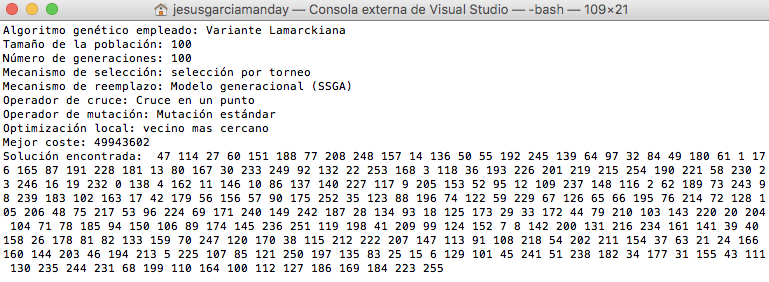 jesusgarciamanday — Consola externa de Visual Studio — -bash — 109×21
Algoritmo genético empleado: Variante Lamarckiana
Tamaño de la población: 100
Número de generaciones: 100
Mecanismo de selección: selección por torneo
Mecanismo de reemplazo: Modelo generacional (SSGA)
Operador de cruce: Cruce en un punto
Operador de mutación: Mutación estándar
Optimización local: vecino mas cercano
Mejor coste: 49943602
Solución encontrada:  47 114 27 60 151 188 77 208 248 157 14 136 50 55 192 245 139 64 97 32 84 49 180 61 1 17
6 165 87 191 228 181 13 80 167 30 233 249 92 132 22 253 168 3 118 36 193 226 201 219 215 254 190 221 58 230 2
3 246 16 19 232 0 138 4 162 11 146 10 86 137 140 227 117 9 205 153 52 95 12 109 237 148 116 2 62 189 73 243 9
8 239 183 102 163 17 42 179 56 156 57 90 175 252 35 123 88 196 74 122 59 229 67 126 65 66 195 76 214 72 128 1
05 206 48 75 217 53 96 224 69 171 240 149 242 187 28 134 93 18 125 173 29 33 172 44 79 210 103 143 220 20 204
104 71 78 185 94 150 106 89 174 145 236 251 119 198 41 209 99 124 152 7 8 142 200 131 216 234 161 141 39 40
158 26 178 81 82 133 159 70 247 120 170 38 115 212 222 207 147 113 91 108 218 54 202 211 154 37 63 21 24 166
160 144 203 46 194 213 5 225 107 85 121 250 197 135 83 25 15 6 129 101 45 241 51 238 182 34 177 31 155 43 111
130 235 244 231 68 199 110 164 100 112 127 186 169 184 223 255